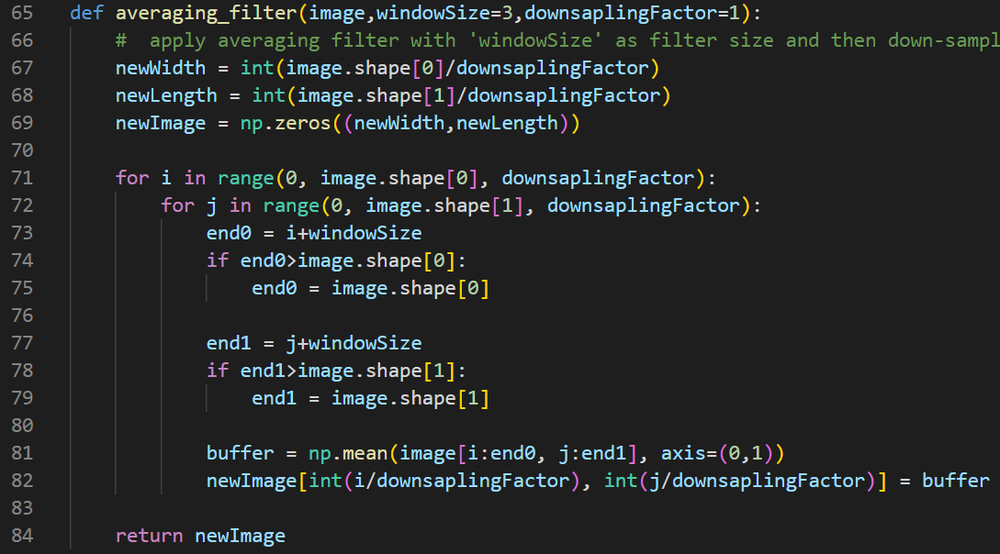 65 def averaging_filter(image,windowSize=3,downsaplingFactor=1):
66     #  apply averaging filter with 'windowSize' as filter size and then down-sampl
67     newWidth = int(image.shape[0]/downsaplingFactor)
68     newLength = int(image.shape[1]/downsaplingFactor)
69     newImage = np.zeros((newWidth,newLength))
70
71     for i in range(0, image.shape[0], downsaplingFactor):
72         for j in range(0, image.shape[1], downsaplingFactor):
73             end0 = i+windowSize
74             if end0>image.shape[0]:
75                 end0 = image.shape[0]
76
77             end1 = j+windowSize
78             if end1>image.shape[1]:
79                 end1 = image.shape[1]
80
81             buffer = np.mean(image[i:end0, j:end1], axis=(0,1))
82             newImage[int(i/downsaplingFactor), int(j/downsaplingFactor)] = buffer
83
84     return newImage